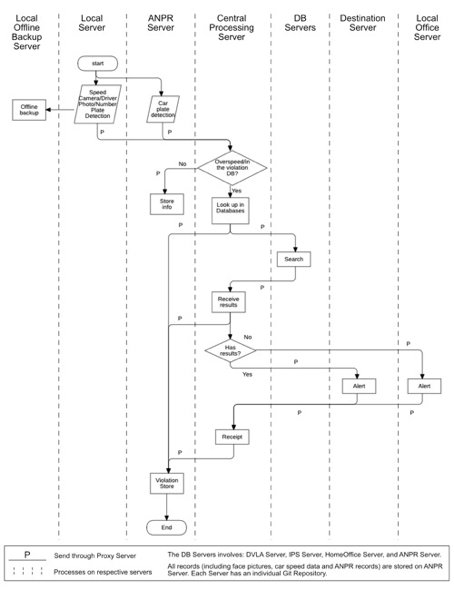 Local
Offline
Backup
Server
Local
Server
ANPR
Server
Central
Processing
Server
DB
Servers
Destination
Server
Local
Office
Server
start
Speed
Camera/Driver
Photo/Number
Plate
Detection
Car
plate
detection
Offline
backup
P
P
Overspeed/in
the violation
DB?
No
P
Yes
Store
info
Look up in
Databases
P
P
Search
P
Receive
results
P
No
Has
results?
P
P
Yes
Alert
Alert
P
P
Receipt
P
Violation
Store
End
P
Send through Proxy Server
Processes on respective servers
The DB Servers involves: DVLA Server, IPS Server, HomeOffice Server, and ANPR Server.
All records (including face pictures, car speed data and ANPR records) are stored on ANPR
Server. Each Server has an individual Git Repository.